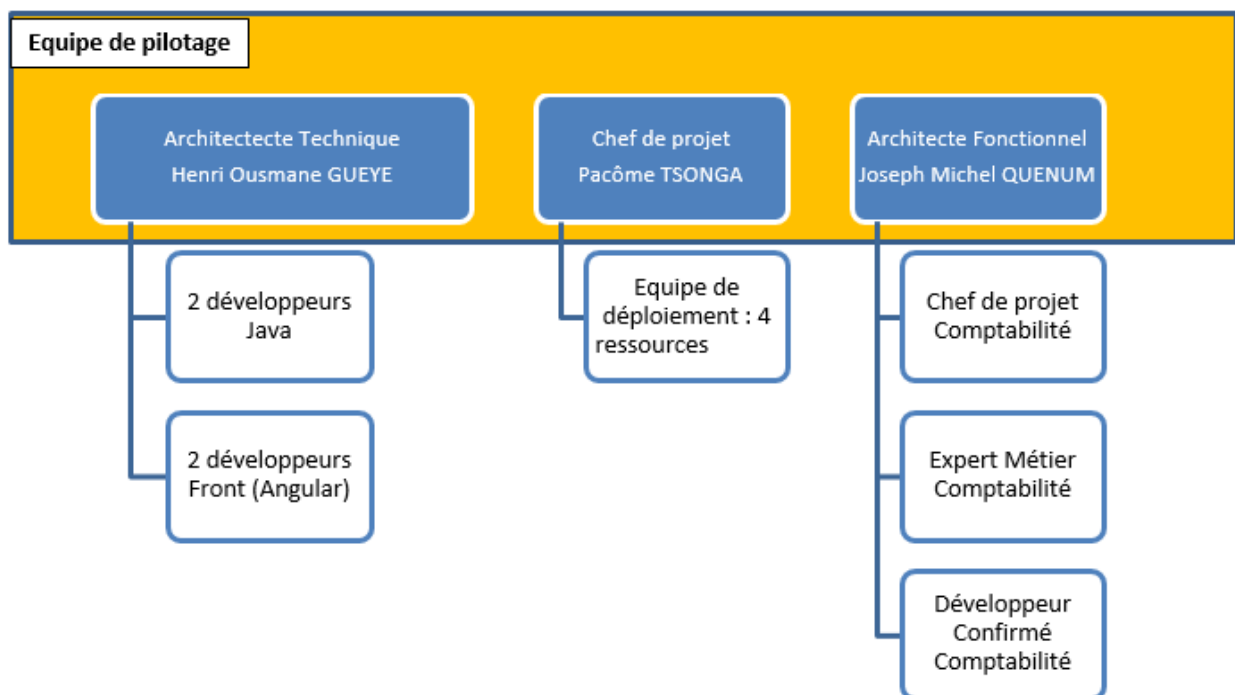 Equipe de pilotage
Architectecte Technique
Henri Ousmane GUEYE
Chef de projet
Pacôme TSONGA
Architecte Fonctionnel
Joseph Michel QUENUM
2 développeurs
Java
Equipe de
déploiement : 4
ressources
Chef de projet
Comptabilité
2 développeurs
Front (Angular)
Expert Métier
Comptabilité
Développeur
Confirmé
Comptabilité